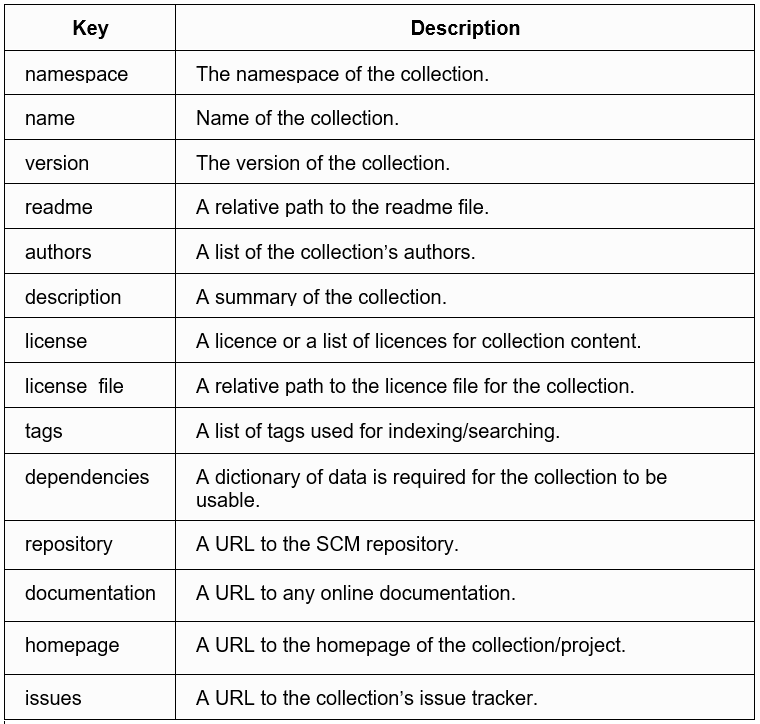 Key Description
namespace The namespace of the collection.
name Name of the collection.
version The version of the collection.
readme A relative path to the readme file.
authors A list of the collection’s authors.
description A summary of the collection.
license A licence or a list of licences for collection content.
license file A relative path to the licence file for the collection.
tags A list of tags used for indexing/searching.
dependencies A dictionary of data is required for the collection to be
usable.
repository A URL to the SCM repository.
documentation A URL to any online documentation.
homepage A URL to the homepage of the collection/project.
issues A URL to the collection’s issue tracker.